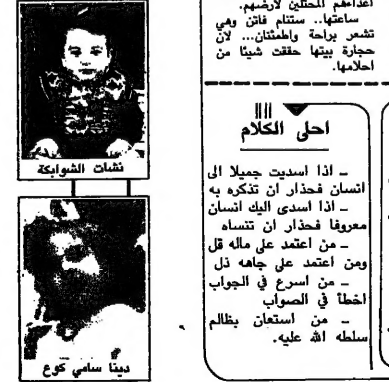 اعداءهم المحتلين لارضهم.
ساعتها.. ستنام فاتن وهي
تشعر براحة واطمئنان... لان
حجارة بيتها حققت شيئا من
احلامها.
احلى الكلام
ـ اذا اسديت جميلا الى
انسان فحذار ان تذكره به
ـ اذا اسدى اليك انسان
معروفا فحذار ان تنساه
ـ من اعتمد على ماله قل
ومن اعتمد على جاهه ذل
ـ من اسرع في الجواب
اخطأ في الصواب
ـ من استعان بظالم
سلطه الله عليه.
نشات الشوابكة
دينا سامي كوع